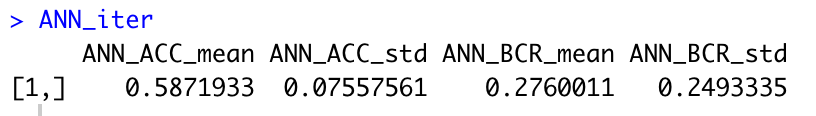 > ANN_iter
ANN_ACC_mean ANN_ACC_std ANN_BCR_mean ANN_BCR_std
[1,] 0.5871933 0.07557561 0.2760011 0.2493335